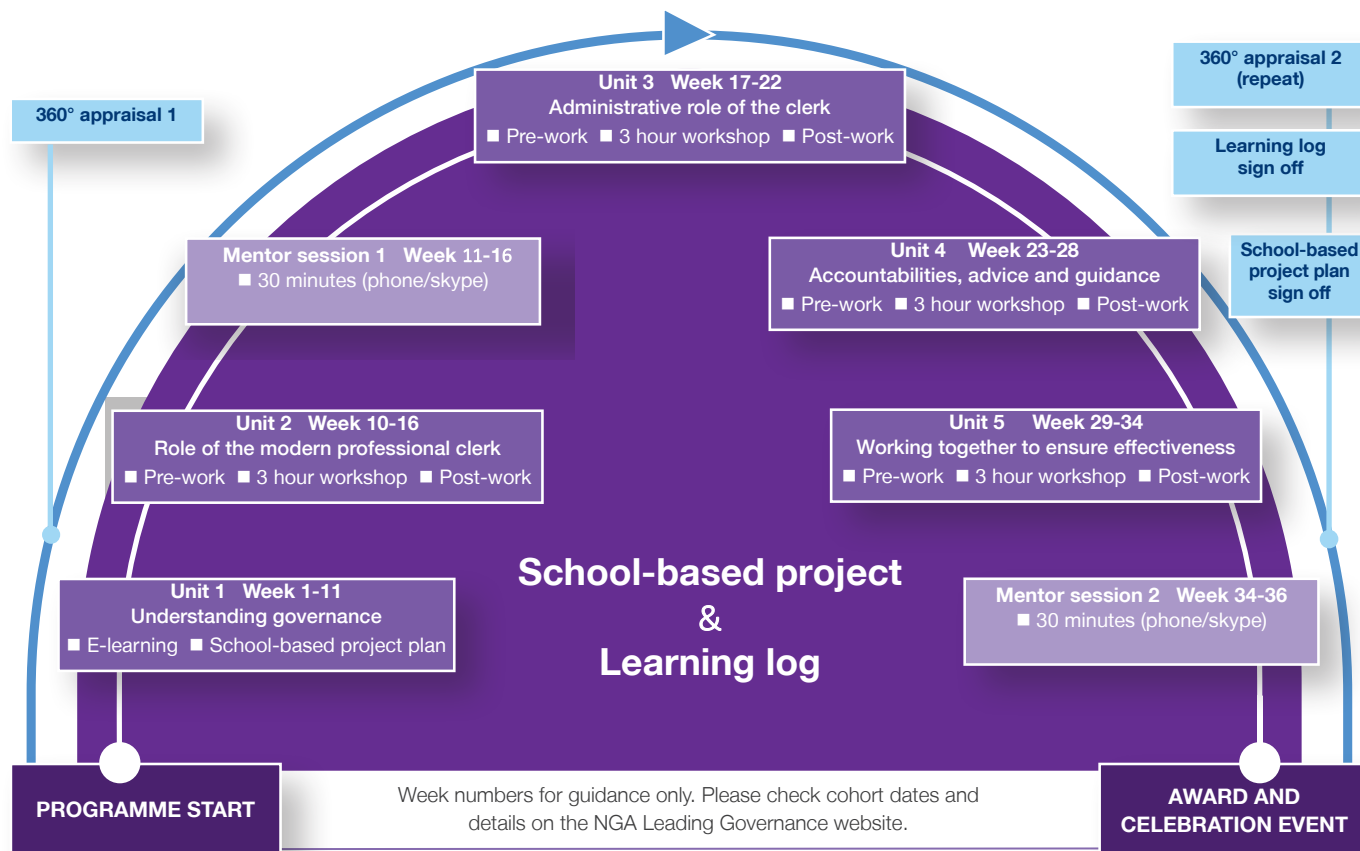 360° appraisal 1
Unit 3 Week 17-22
Administrative role of the clerk
■ Pre-work ■ 3 hour workshop ■ Post-work
360° appraisal 2
(repeat)
Learning log
sign off
School-based
project plan
sign off
Mentor session 1 Week 11-16
■ 30 minutes (phone/skype)
Unit 4 Week 23-28
Accountabilities, advice and guidance
■ Pre-work ■ 3 hour workshop ■ Post-work
Unit 2 Week 10-16
Role of the modern professional clerk
■ Pre-work ■ 3 hour workshop ■ Post-work
Unit 5 Week 29-34
Working together to ensure effectiveness
■ Pre-work ■ 3 hour workshop ■ Post-work
Unit 1 Week 1-11
Understanding governance
■ E-learning ■ School-based project plan
School-based project
&
Learning log
Mentor session 2 Week 34-36
■ 30 minutes (phone/skype)
PROGRAMME START
Week numbers for guidance only. Please check cohort dates and
details on the NGA Leading Governance website.
AWARD AND
CELEBRATION EVENT